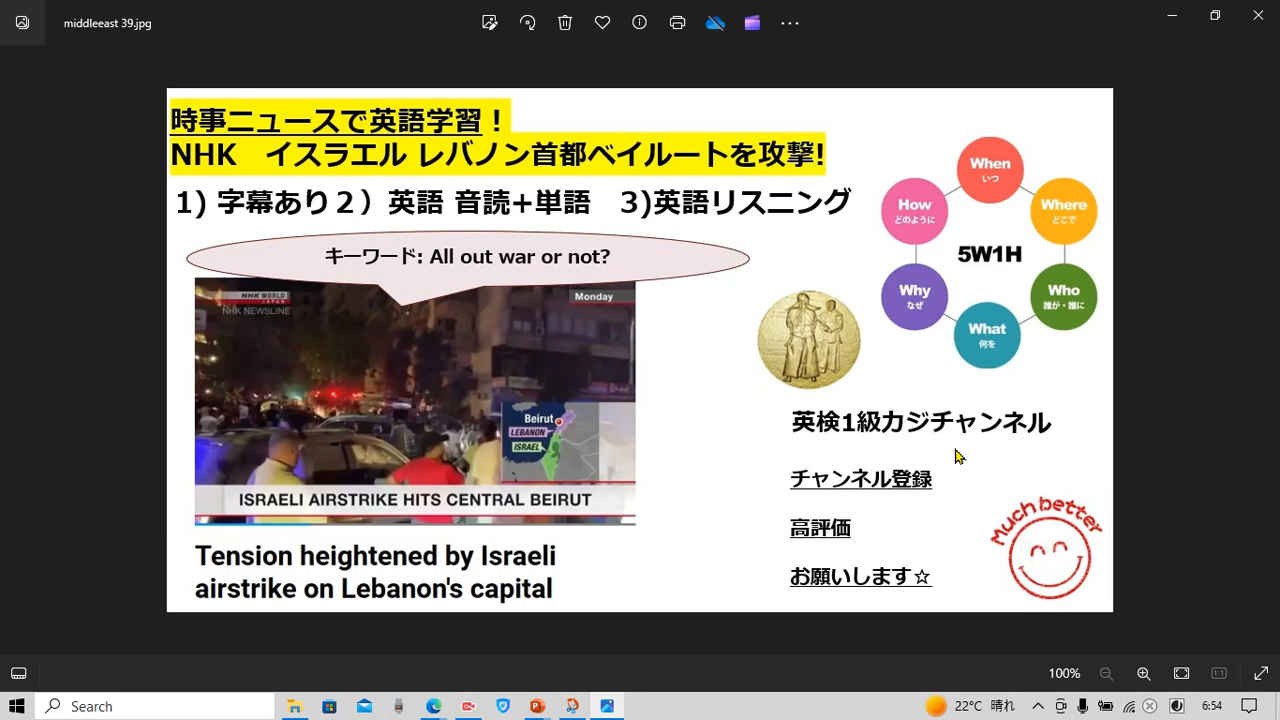 middleeast 39.jpg
時事ニュースで英語学習！
NHK　イスラエル レバノン首都ベイルートを攻撃!
1) 字幕あり２）英語 音読+単語　3)英語リスニング
キーワード: All out war or not?
NHK WORLD
JAPAN
NHK NEWSLINE
Monday
Beirut
LEBANON
ISRAEL
ISRAELI AIRSTRIKE HITS CENTRAL BEIRUT
Tension heightened by Israeli
airstrike on Lebanon's capital
When
いつ
How
どのように
Where
どこで
5W1H
Why
なぜ
Who
誰が・誰に
What
何を
英検1級カジチャンネル
チャンネル登録
高評価
お願いします☆
Much better
100%
1:1
Search
22°C 晴れ
6:54